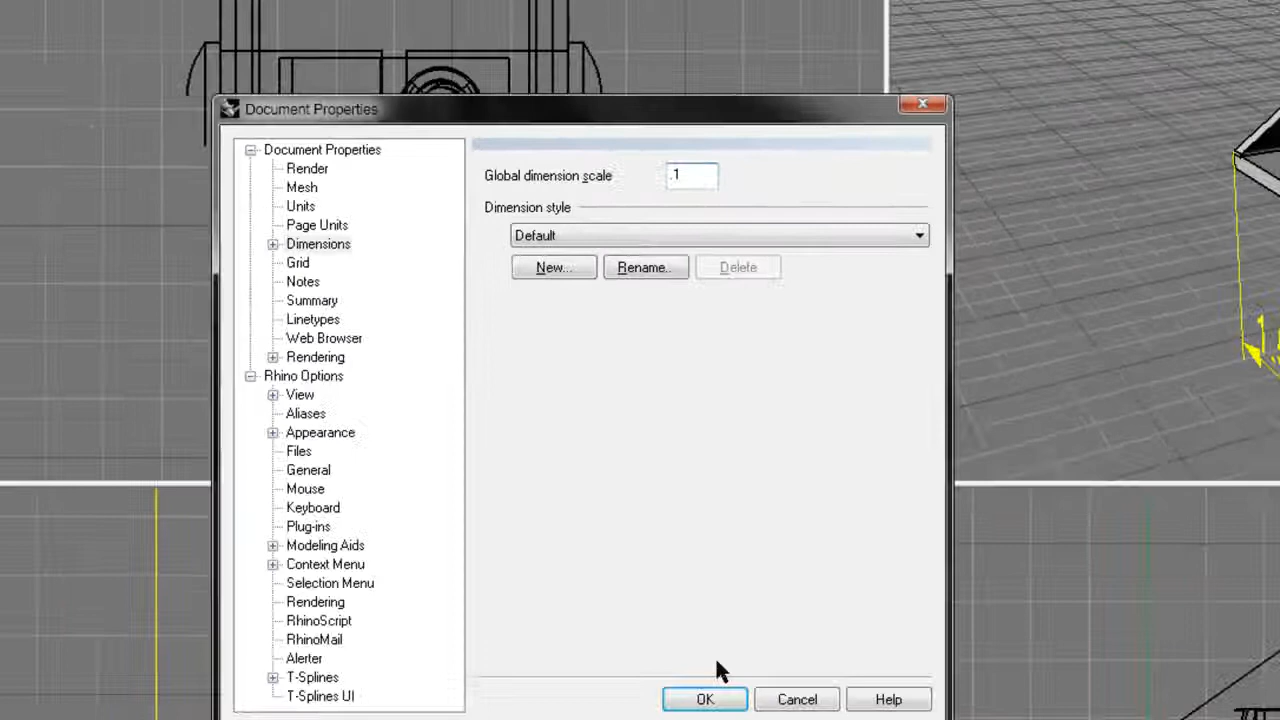 Document Properties
Document Properties
Render
Mesh
Units
Page Units
Dimensions
Grid
Notes
Summary
Linetypes
Web Browser
Rendering
Rhino Options
View
Aliases
Appearance
Files
General
Mouse
Keyboard
Plug-ins
Modeling Aids
Context Menu
Selection Menu
Rendering
RhinoScript
RhinoMail
Alerter
T-Splines
T-Splines UI
Global dimension scale .1
Dimension style
Default
New... Rename.. Delete
OK Cancel Help